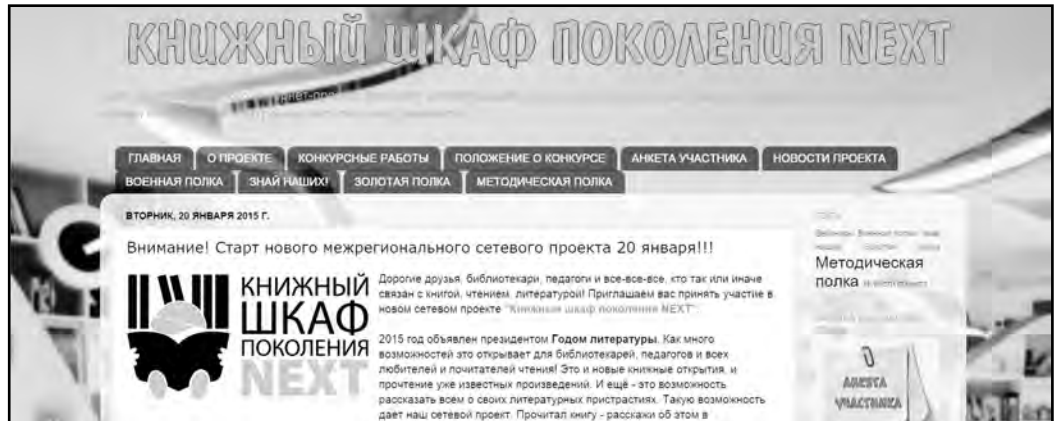 КНИЖНЫЙ ШКАФ ПОКОЛЕНИЯ NEXT
ГЛАВНАЯ О ПРОЕКТЕ КОНКУРСНЫЕ РАБОТЫ ПОЛОЖЕНИЕ О КОНКУРСЕ АНКЕТА УЧАСТНИКА НОВОСТИ ПРОЕКТА
ВОЕННАЯ ПОЛКА ЗНАЙ НАШИХ! ЗОЛОТАЯ ПОЛКА МЕТОДИЧЕСКАЯ ПОЛКА
ВТОРНИК, 20 ЯНВАРЯ 2015 Г.
Внимание! Старт нового межрегионального сетевого проекта 20 января!!!
КНИЖНЫЙ
ШКАФ
ПОКОЛЕНИЯ
NEXT
Дорогие друзья, библиотекари, педагоги и все-все-все, кто так или иначе
связан с книгой, чтением, литературой! Приглашаем вас принять участие в
новом сетевом проекте "Книжный шкаф поколения NEXT"
2015 год объявлен президентом Годом литературы. Как много
возможностей это открывает для библиотекарей, педагогов и всех
любителей и почитателей чтения! Это и новые книжные открытия, и
прочтение уже известных произведений. И ещё - это возможность
рассказать всем о своих литературных пристрастиях. Такую возможность
дает наш сетевой проект. Прочитал книгу - расскажи об этом в
Методическая
полка
АНКЕТА
УЧАСТНИКА